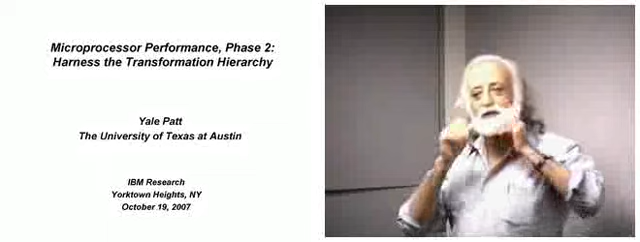 Microprocessor Performance, Phase 2:
Harness the Transformation Hierarchy
Yale Patt
The University of Texas at Austin
IBM Research
Yorktown Heights, NY
October 19, 2007